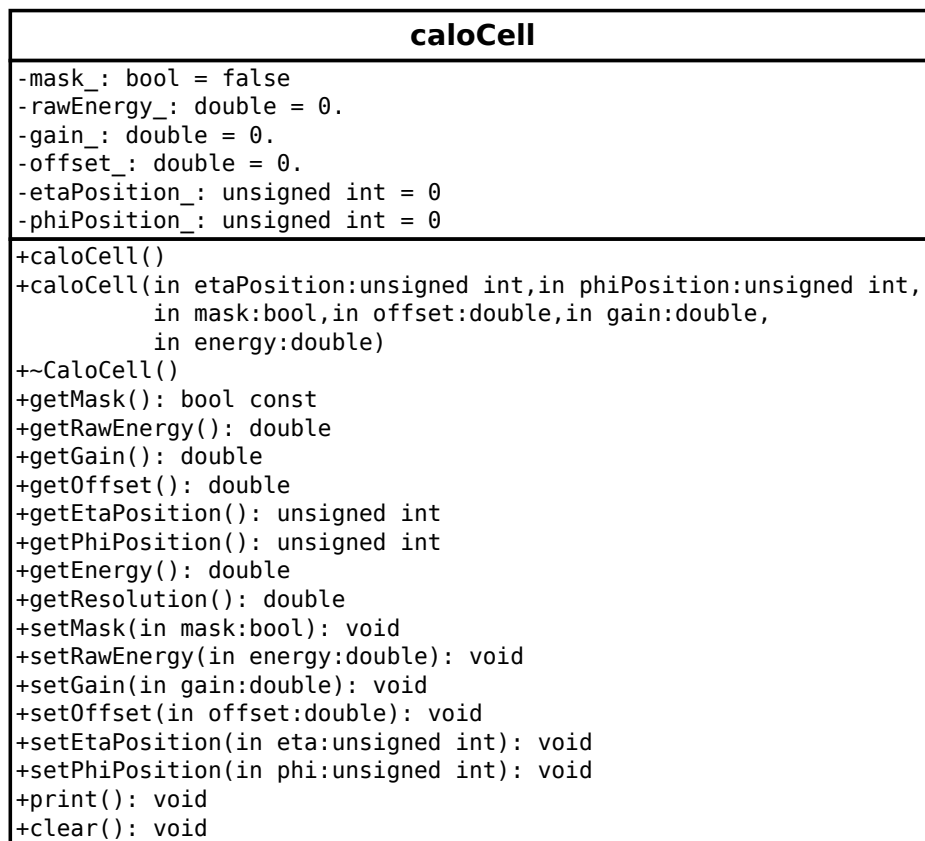 caloCell
-mask_: bool = false
-rawEnergy_: double = 0.
-gain_: double = 0.
-offset_: double = 0.
-etaPosition_: unsigned int = 0
-phiPosition_: unsigned int = 0
+caloCell()
+caloCell(in etaPosition:unsigned int,in phiPosition:unsigned int,
in mask:bool,in offset:double,in gain:double,
in energy:double)
+~CaloCell()
+getMask(): bool const
+getRawEnergy(): double
+getGain(): double
+getOffset(): double
+getEtaPosition(): unsigned int
+getPhiPosition(): unsigned int
+getEnergy(): double
+getResolution(): double
+setMask(in mask:bool): void
+setRawEnergy(in energy:double): void
+setGain(in gain:double): void
+setOffset(in offset:double): void
+setEtaPosition(in eta:unsigned int): void
+setPhiPosition(in phi:unsigned int): void
+print(): void
+clear(): void